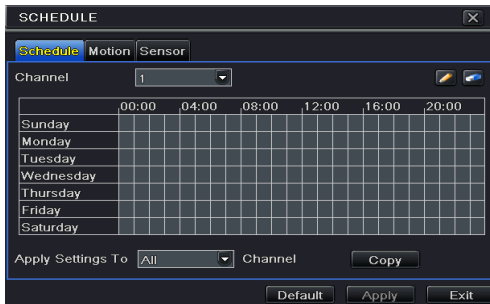 SCHEDULE
Schedule Motion Sensor
Channel 1
00:00 04:00 08:00 12:00 16:00 20:00
Sunday
Monday
Tuesday
Wednesday
Thursday
Friday
Saturday
Apply Settings To All Channel Copy
Default Apply Exit